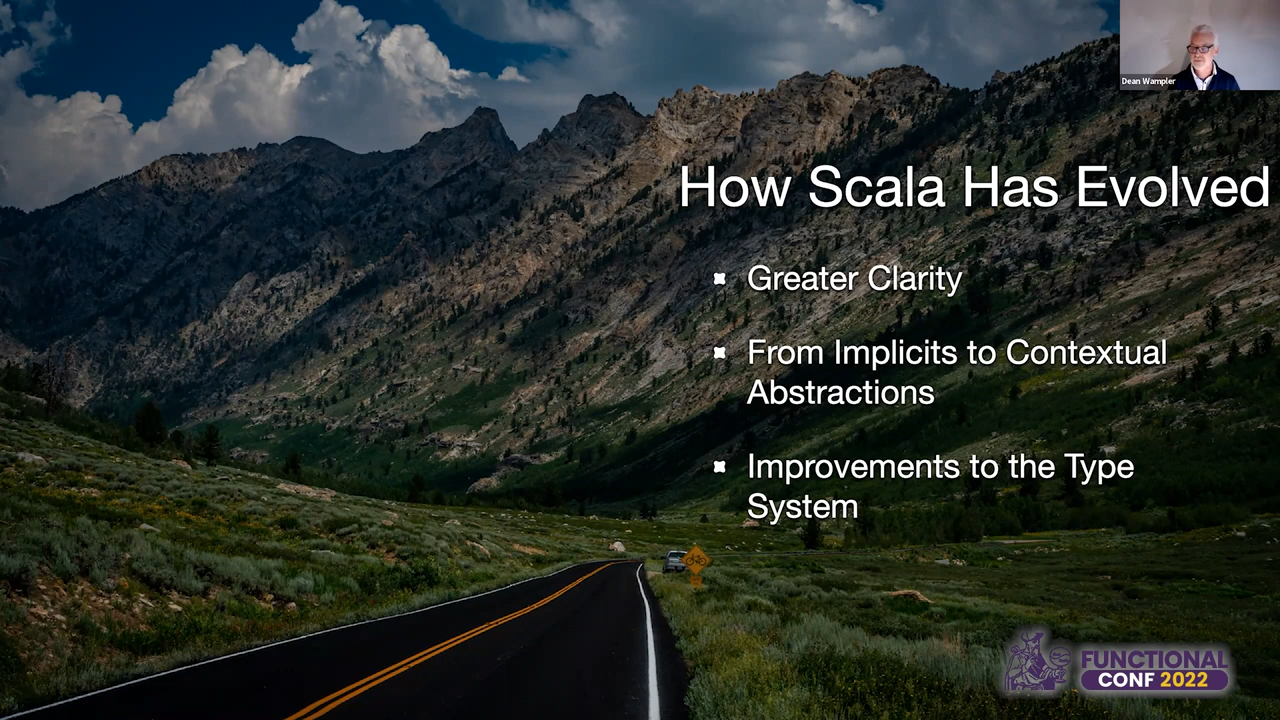 Dean Wampler
How Scala Has Evolved
Greater Clarity
From Implicits to Contextual
Abstractions
Improvements to the Type
System
FUNCTIONAL
CONF 2022